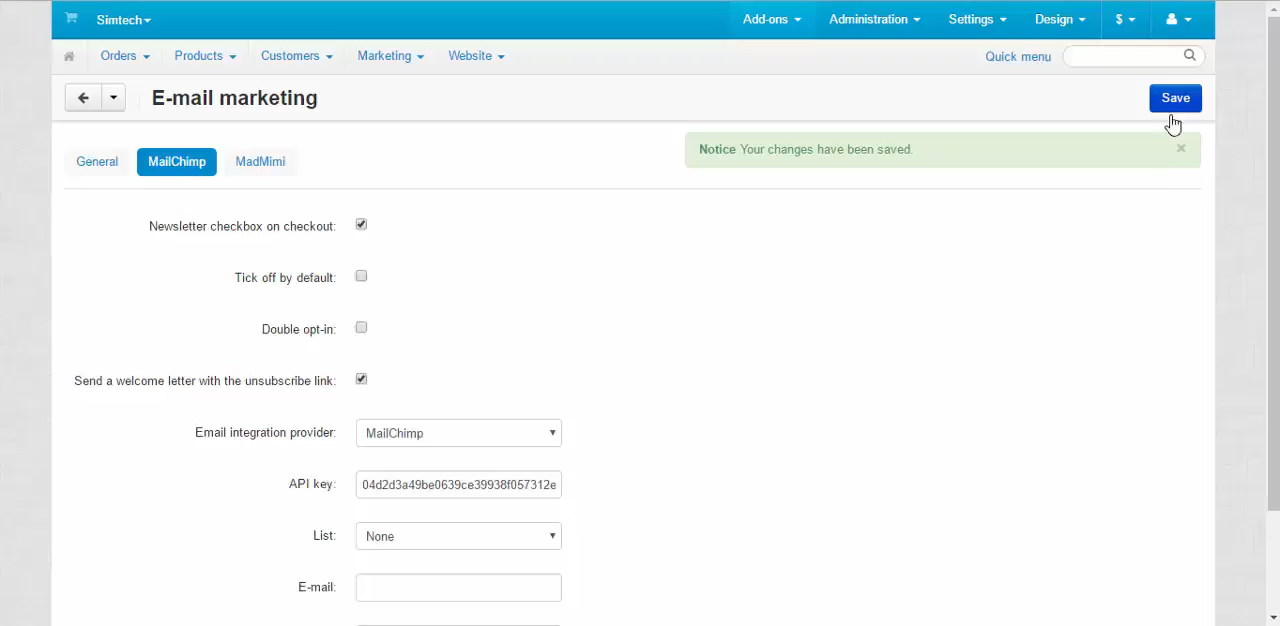 Simtech
Add-ons
Administration
Settings
Design
$
Orders
Products
Customers
Marketing
Website
Quick menu
E-mail marketing
Save
General
MailChimp
MadMimi
Notice Your changes have been saved.
×
Newsletter checkbox on checkout:
Tick off by default:
Double opt-in:
Send a welcome letter with the unsubscribe link:
Email integration provider:
MailChimp
API key:
04d2d3a49be0639ce39938f057312e
List:
None
E-mail: